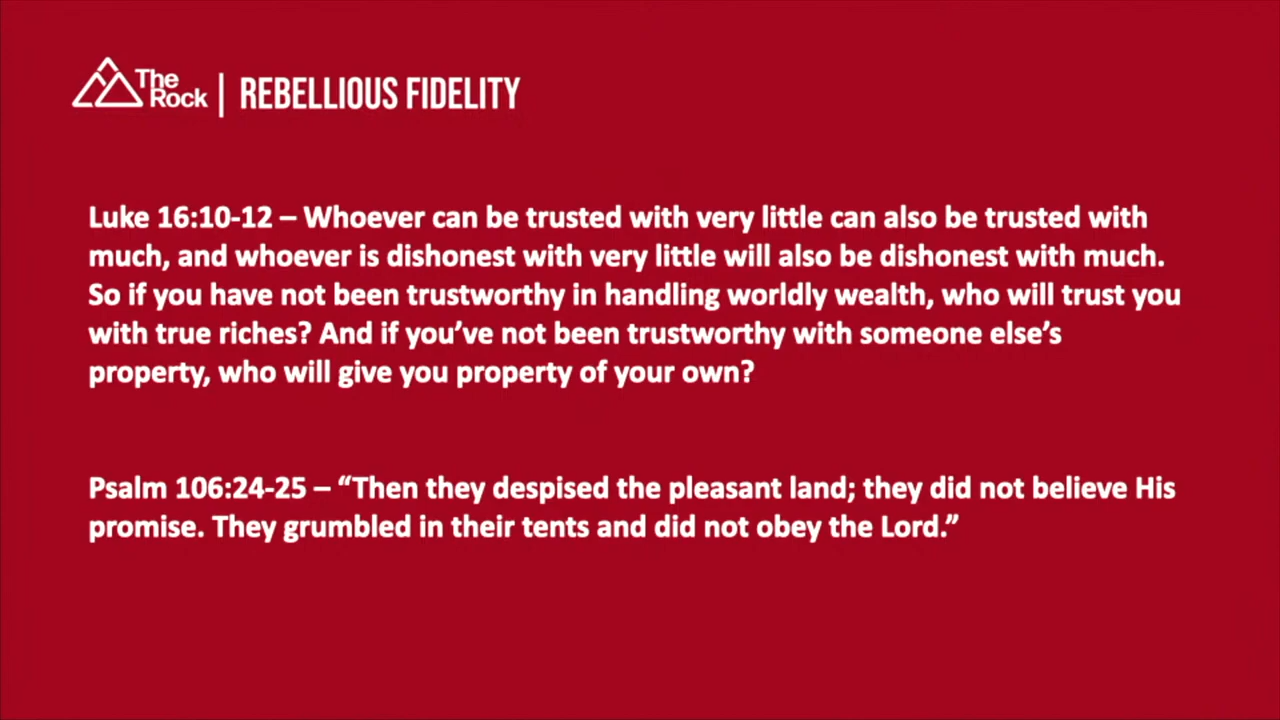 The
Rock | REBELLIOUS FIDELITY
Luke 16:10-12 – Whoever can be trusted with very little can also be trusted with
much, and whoever is dishonest with very little will also be dishonest with much.
So if you have not been trustworthy in handling worldly wealth, who will trust you
with true riches? And if you’ve not been trustworthy with someone else’s
property, who will give you property of your own?
Psalm 106:24-25 – “Then they despised the pleasant land; they did not believe His
promise. They grumbled in their tents and did not obey the Lord.”